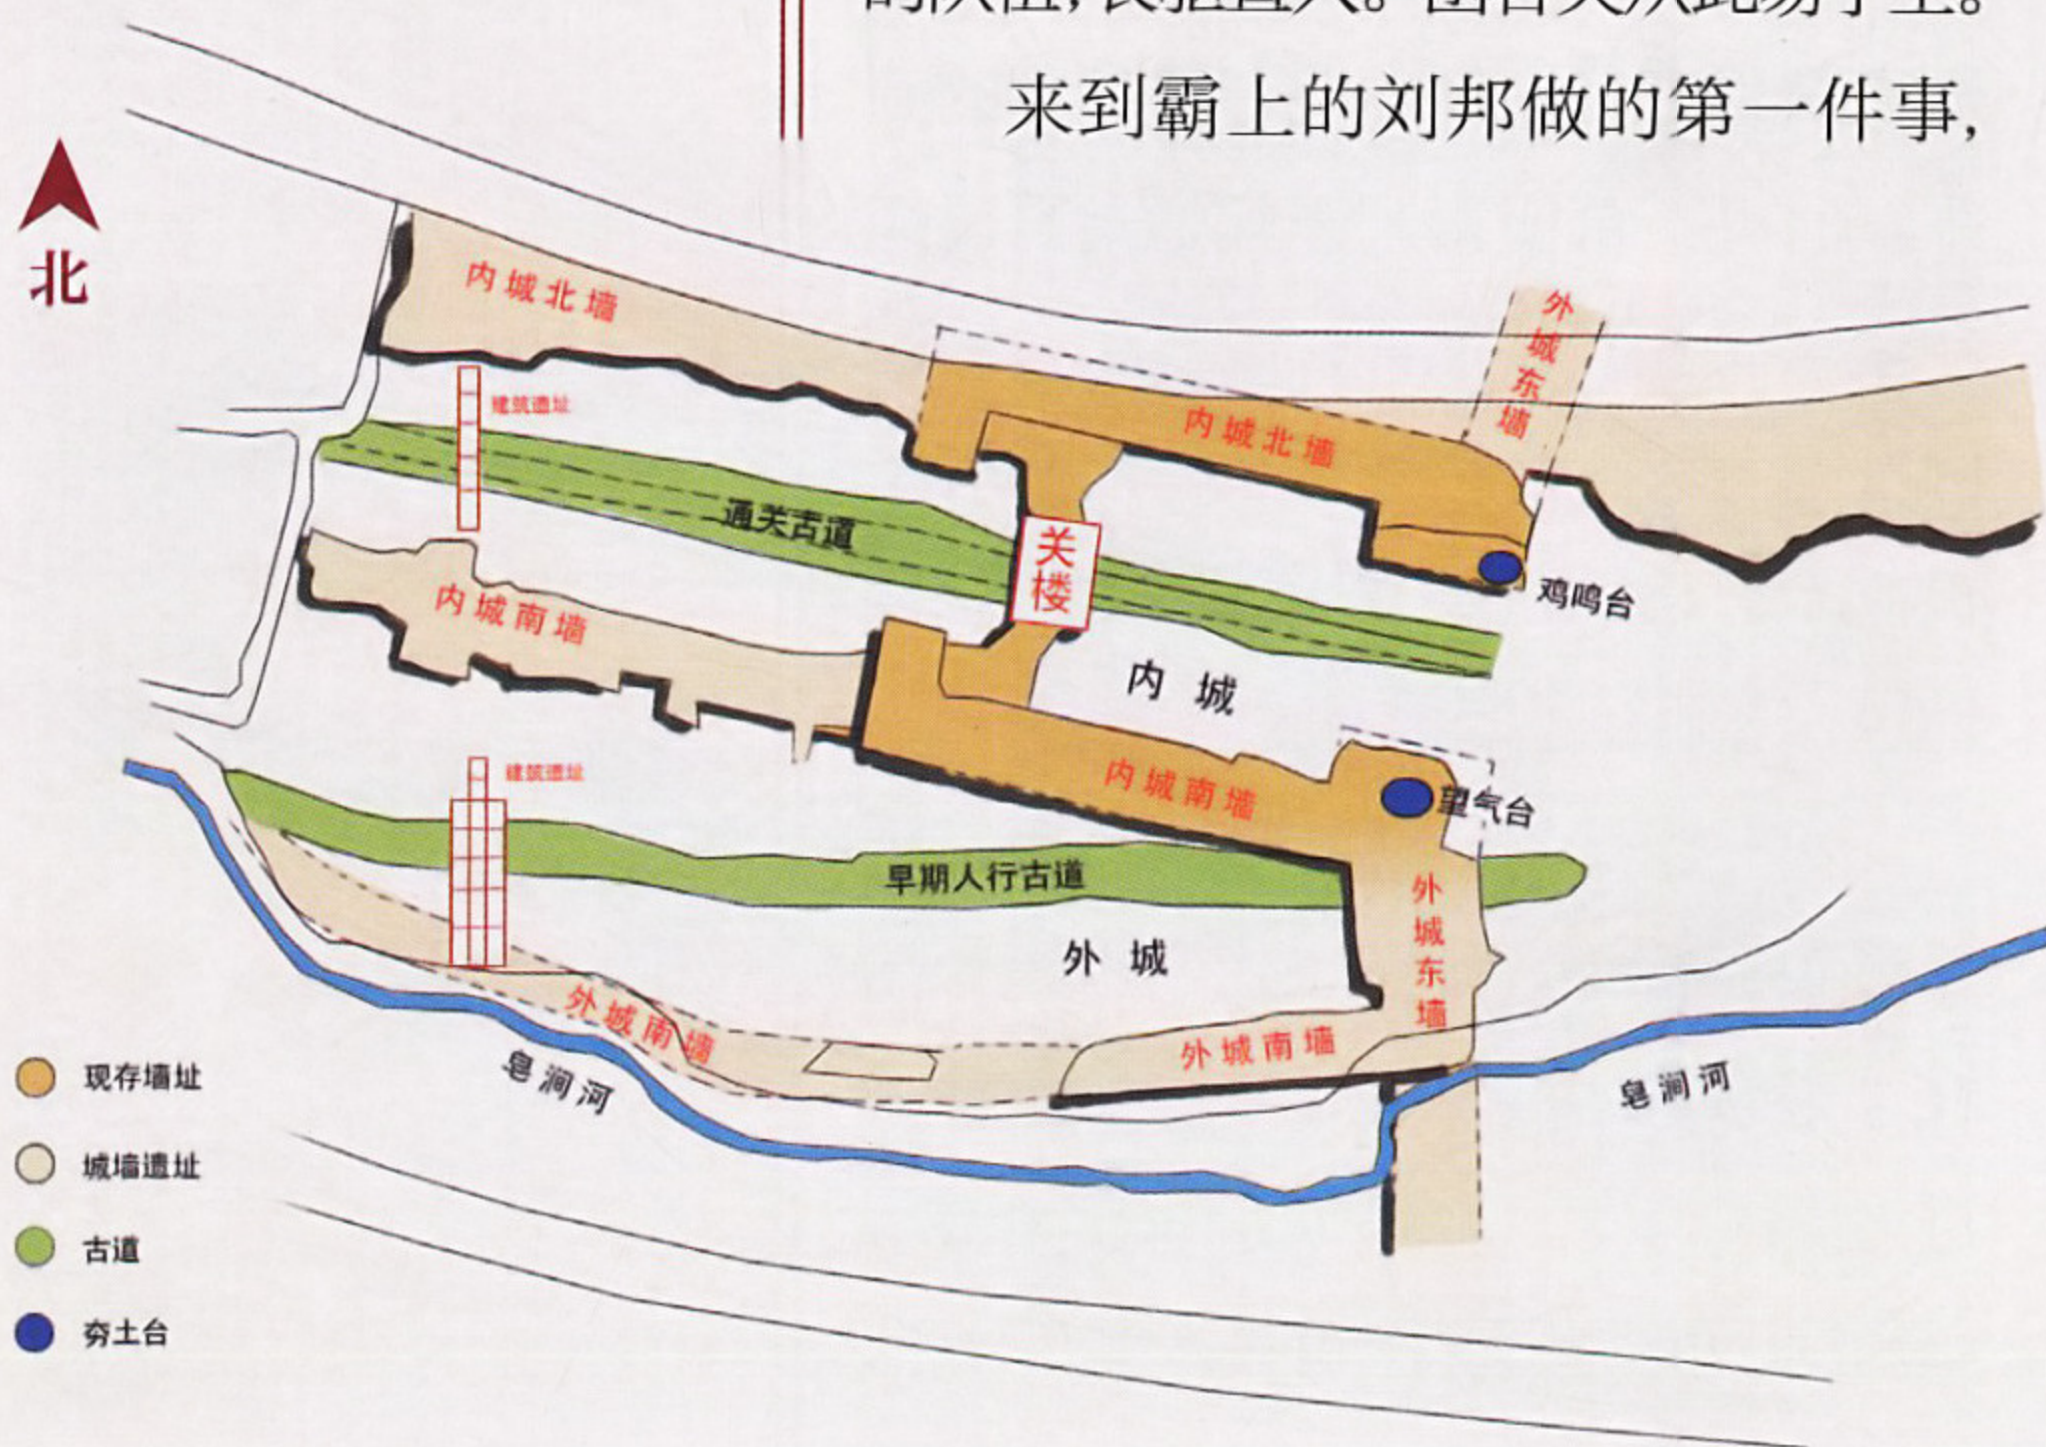 来到霸上的刘邦做的第一件事,
北
内城北墙
外城东墙
建筑遗址
内城北墙
通关古道
关楼
鸡鸣台
内城南墙
内城
建筑遗址
内城南墙
望气台
早期人行古道
外城东墙
外城
外城南墙
外城南墙
皂涧河
皂涧河
现存墙址
城墙遗址
古道
夯土台